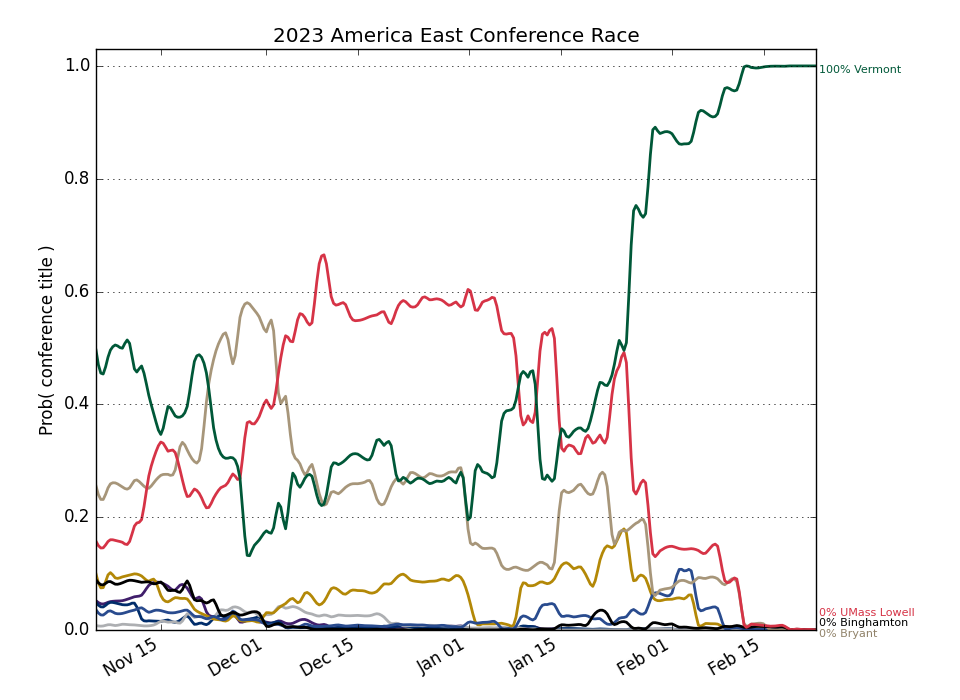 2023 America East Conference Race
1.0
0.8
0.6
0.4
0.2
0.0
Prob( conference title )
Nov 15
Dec 01
Dec 15
Jan 01
Jan 15
Feb 01
Feb 15
100% Vermont
0% UMass Lowell
0% Binghamton
0% Bryant